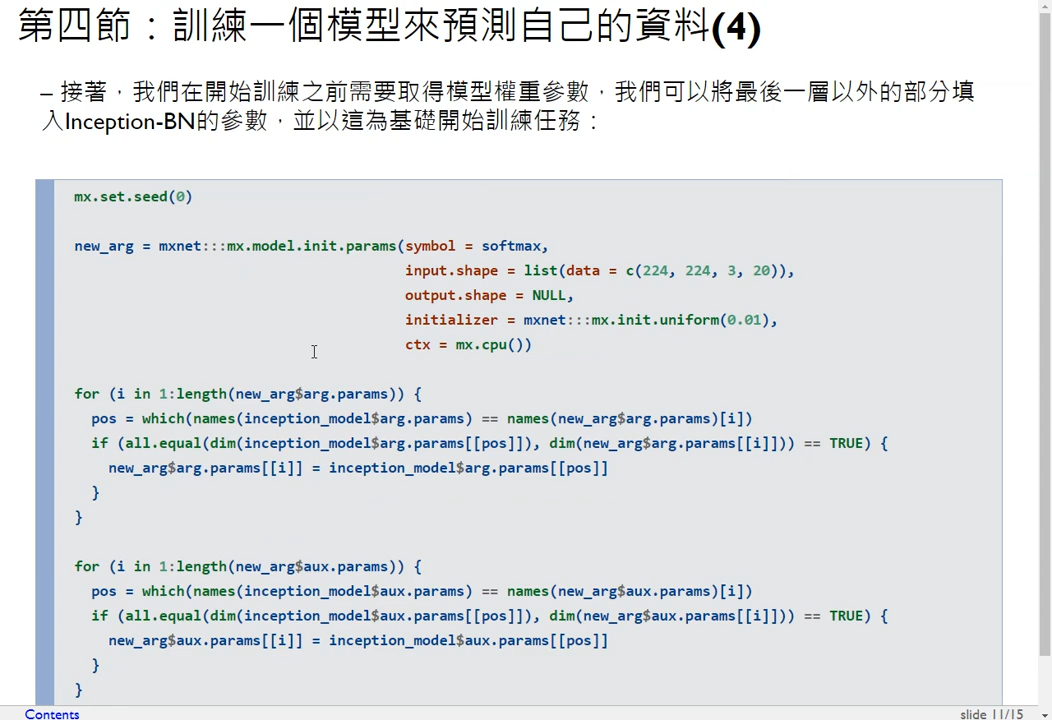 第四節：訓練一個模型來預測自己的資料(4)
– 接著，我們在開始訓練之前需要取得模型權重參數，我們可以將最後一層以外的部分填
入Inception-BN的參數，並以這為基礎開始訓練任務：
mx.set.seed(0)
new_arg = mxnet:::mx.model.init.params(symbol = softmax,
input.shape = list(data = c(224, 224, 3, 20)),
output.shape = NULL,
initializer = mxnet:::mx.init.uniform(0.01),
ctx = mx.cpu())
for (i in 1:length(new_arg$arg.params)) {
pos = which(names(inception_model$arg.params) == names(new_arg$arg.params)[i])
if (all.equal(dim(inception_model$arg.params[[pos]]), dim(new_arg$arg.params[[i]])) == TRUE) {
new_arg$arg.params[[i]] = inception_model$arg.params[[pos]]
}
}
for (i in 1:length(new_arg$aux.params)) {
pos = which(names(inception_model$aux.params) == names(new_arg$aux.params)[i])
if (all.equal(dim(inception_model$aux.params[[pos]]), dim(new_arg$aux.params[[i]])) == TRUE) {
new_arg$aux.params[[i]] = inception_model$aux.params[[pos]]
}
}
Contents
slide 11/15